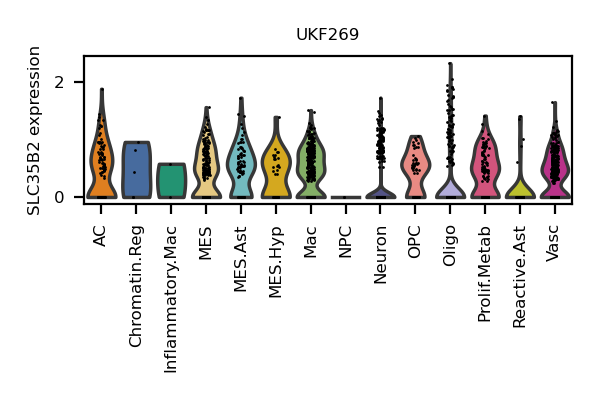 UKF269
SLC35B2 expression
2
0
AC
Chromatin.Reg
Inflammatory.Mac
MES
MES.Ast
MES.Hyp
Mac
NPC
Neuron
OPC
Oligo
Prolif.Metab
Reactive.Ast
Vasc